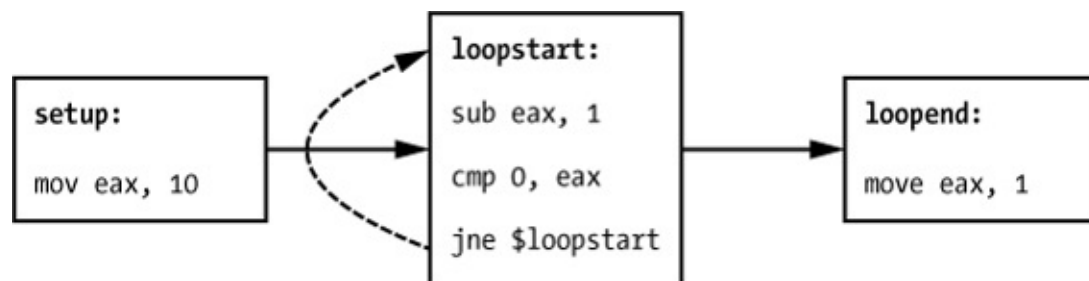 setup:
mov eax, 10
loopstart:
sub eax, 1
cmp 0, eax
jne $loopstart
loopend:
move eax, 1